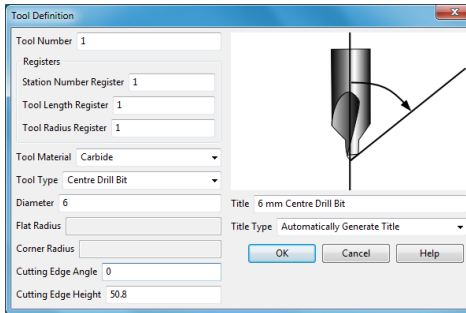 Tool Definition
Tool Number 1
Registers
Station Number Register 1
Tool Length Register 1
Tool Radius Register 1
Tool Material Carbide
Tool Type Centre Drill Bit
Diameter 6
Flat Radius
Corner Radius
Cutting Edge Angle 0
Cutting Edge Height 50.8
Title 6 mm Centre Drill Bit
Title Type Automatically Generate Title
OK Cancel Help